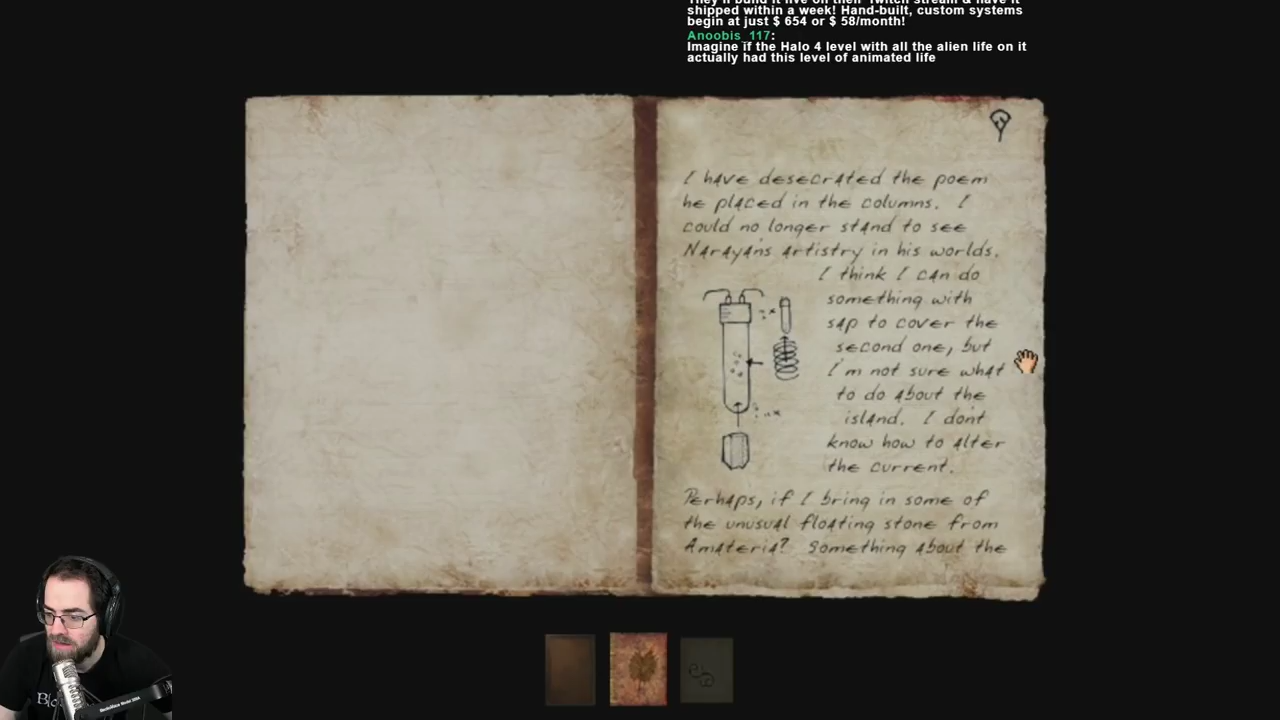 They'll build it live on their Twitch stream & have it
shipped within a week! Hand-built, custom systems
begin at just $ 654 or $ 58/month!
Anoobis_117:
Imagine if the Halo 4 level with all the alien life on it
actually had this level of animated life
I have desecrated the poem
he placed in the columns. I
could no longer stand to see
Narayan's artistry in his worlds.
I think I can do
something with
sap to cover the
second one, but
I'm not sure what
to do about the
island. I don't
know how to alter
the current.
Perhaps, if I bring in some of
the unusual floating stone from
Amateria? Something about the